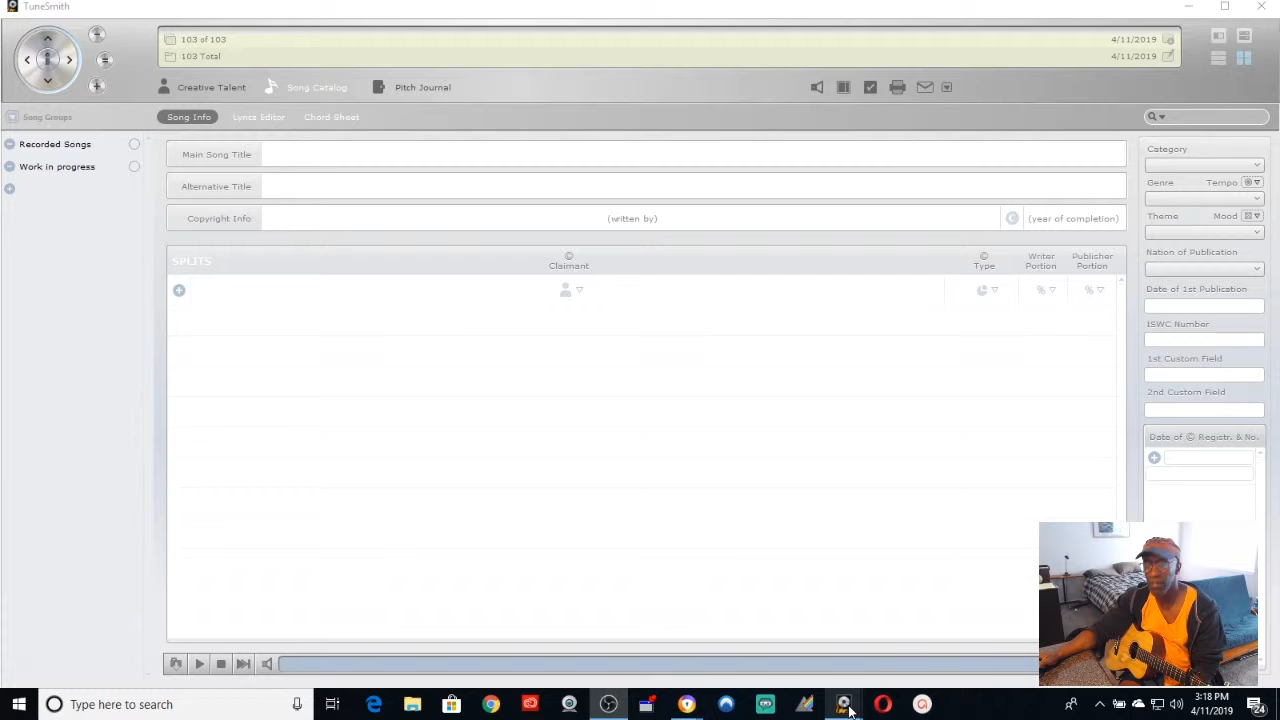 TuneSmith
103 of 103
4/11/2019
103 Total
4/11/2019
Creative Talent
Song Catalog
Pitch Journal
Song Groups
Song Info
Lyrics Editor
Chord Sheet
Recorded Songs
Work in progress
Main Song Title
Alternative Title
Copyright Info
(written by)
©
(year of completion)
SPLITS
©
Claimant
©
Type
Writer
Portion
Publisher
Portion
%
%
Category
Genre
Tempo
Theme
Mood
Nation of Publication
Date of 1st Publication
ISWC Number
1st Custom Field
2nd Custom Field
Date of © Registr. & No.
Type here to search
3:18 PM
4/11/2019
24